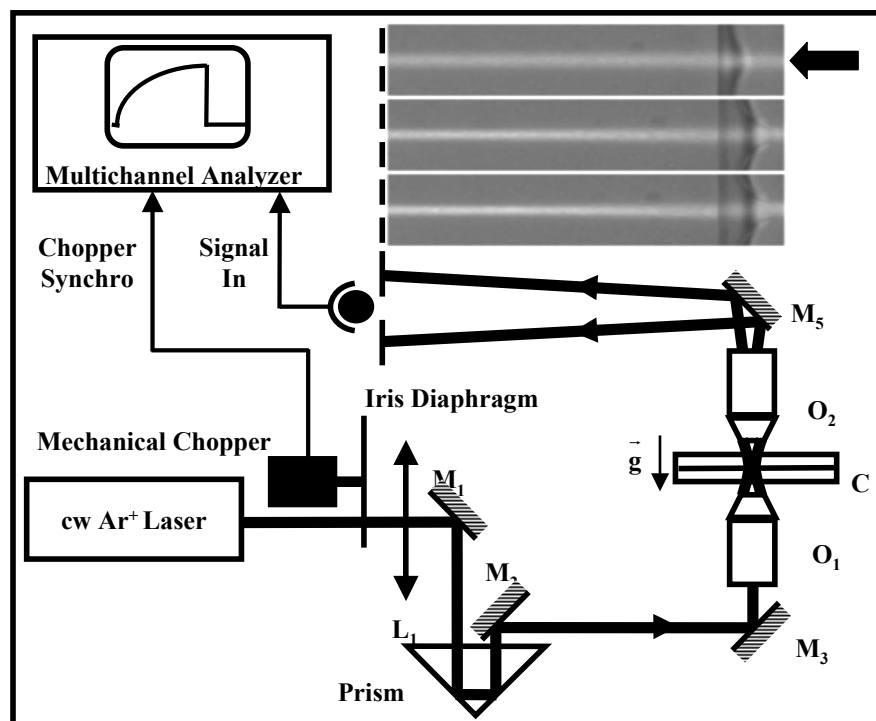 Multichannel Analyzer
Chopper
Synchro
Signal
In
M5
Iris Diaphragm
O2
Mechanical Chopper
g
C
M1
cw Ar+ Laser
O1
M2
L1
M3
Prism